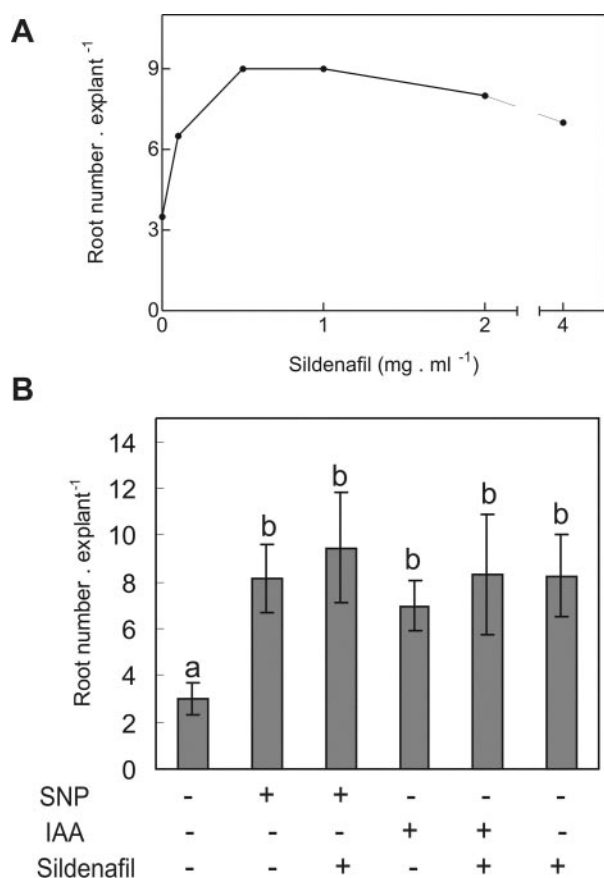 A
Root number . explant⁻¹
9
6
3
0
0 1 2 4
Sildenafil (mg . ml ⁻¹)
B
Root number . explant⁻¹
14
12
10
8
6
4
2
0
a b b b b b
SNP - + + - - -
IAA - - - + + -
Sildenafil - - + - + +